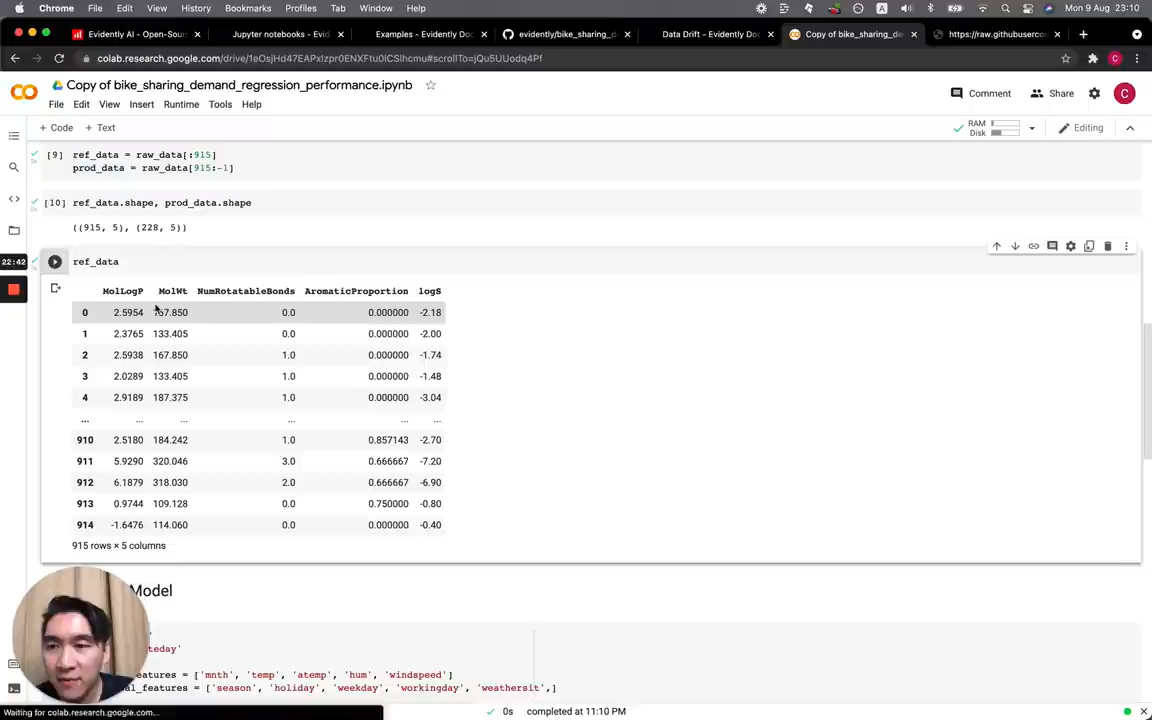 Chrome File Edit View History Bookmarks Profiles Tab Window Help A Mon 9 Aug 23:10
Evidently AI - Open-Sour Jupyter notebooks - Evid Examples - Evidently Doc evidently/bike_sharing_de Data Drift - Evidently Doc Copy of bike_sharing_dem https://raw.githubusercon
colab.research.google.com/drive/
C
Copy of bike_sharing_demand_regression_performance.ipynb
Comment Share C
File Edit View Insert Runtime Tools Help
+ Code + Text
RAM
Disk
Editing
[9] ref_data = raw_data[:915]
prod_data = raw_data[915:-1]
[10] ref_data.shape, prod_data.shape
((915, 5), (228, 5))
22:42
ref_data
MolLogP MolWt NumRotatableBonds AromaticProportion logS
0 2.5954 167.850 0.0 0.000000 -2.18
1 2.3765 133.405 0.0 0.000000 -2.00
2 2.5938 167.850 1.0 0.000000 -1.74
3 2.0289 133.405 1.0 0.000000 -1.48
4 2.9189 187.375 1.0 0.000000 -3.04
... ... ... ... ... ...
910 2.5180 184.242 1.0 0.857143 -2.70
911 5.9290 320.046 3.0 0.666667 -7.20
912 6.1879 318.030 2.0 0.666667 -6.90
913 0.9744 109.128 0.0 0.750000 -0.80
914 -1.6476 114.060 0.0 0.000000 -0.40
915 rows × 5 columns
Model
teday'
features = ['mnth', 'temp', 'atemp', 'hum', 'windspeed']
al_features = ['season', 'holiday', 'weekday', 'workingday', 'weathersit',]
Waiting for colab.research.google.com...
0s completed at 11:10 PM